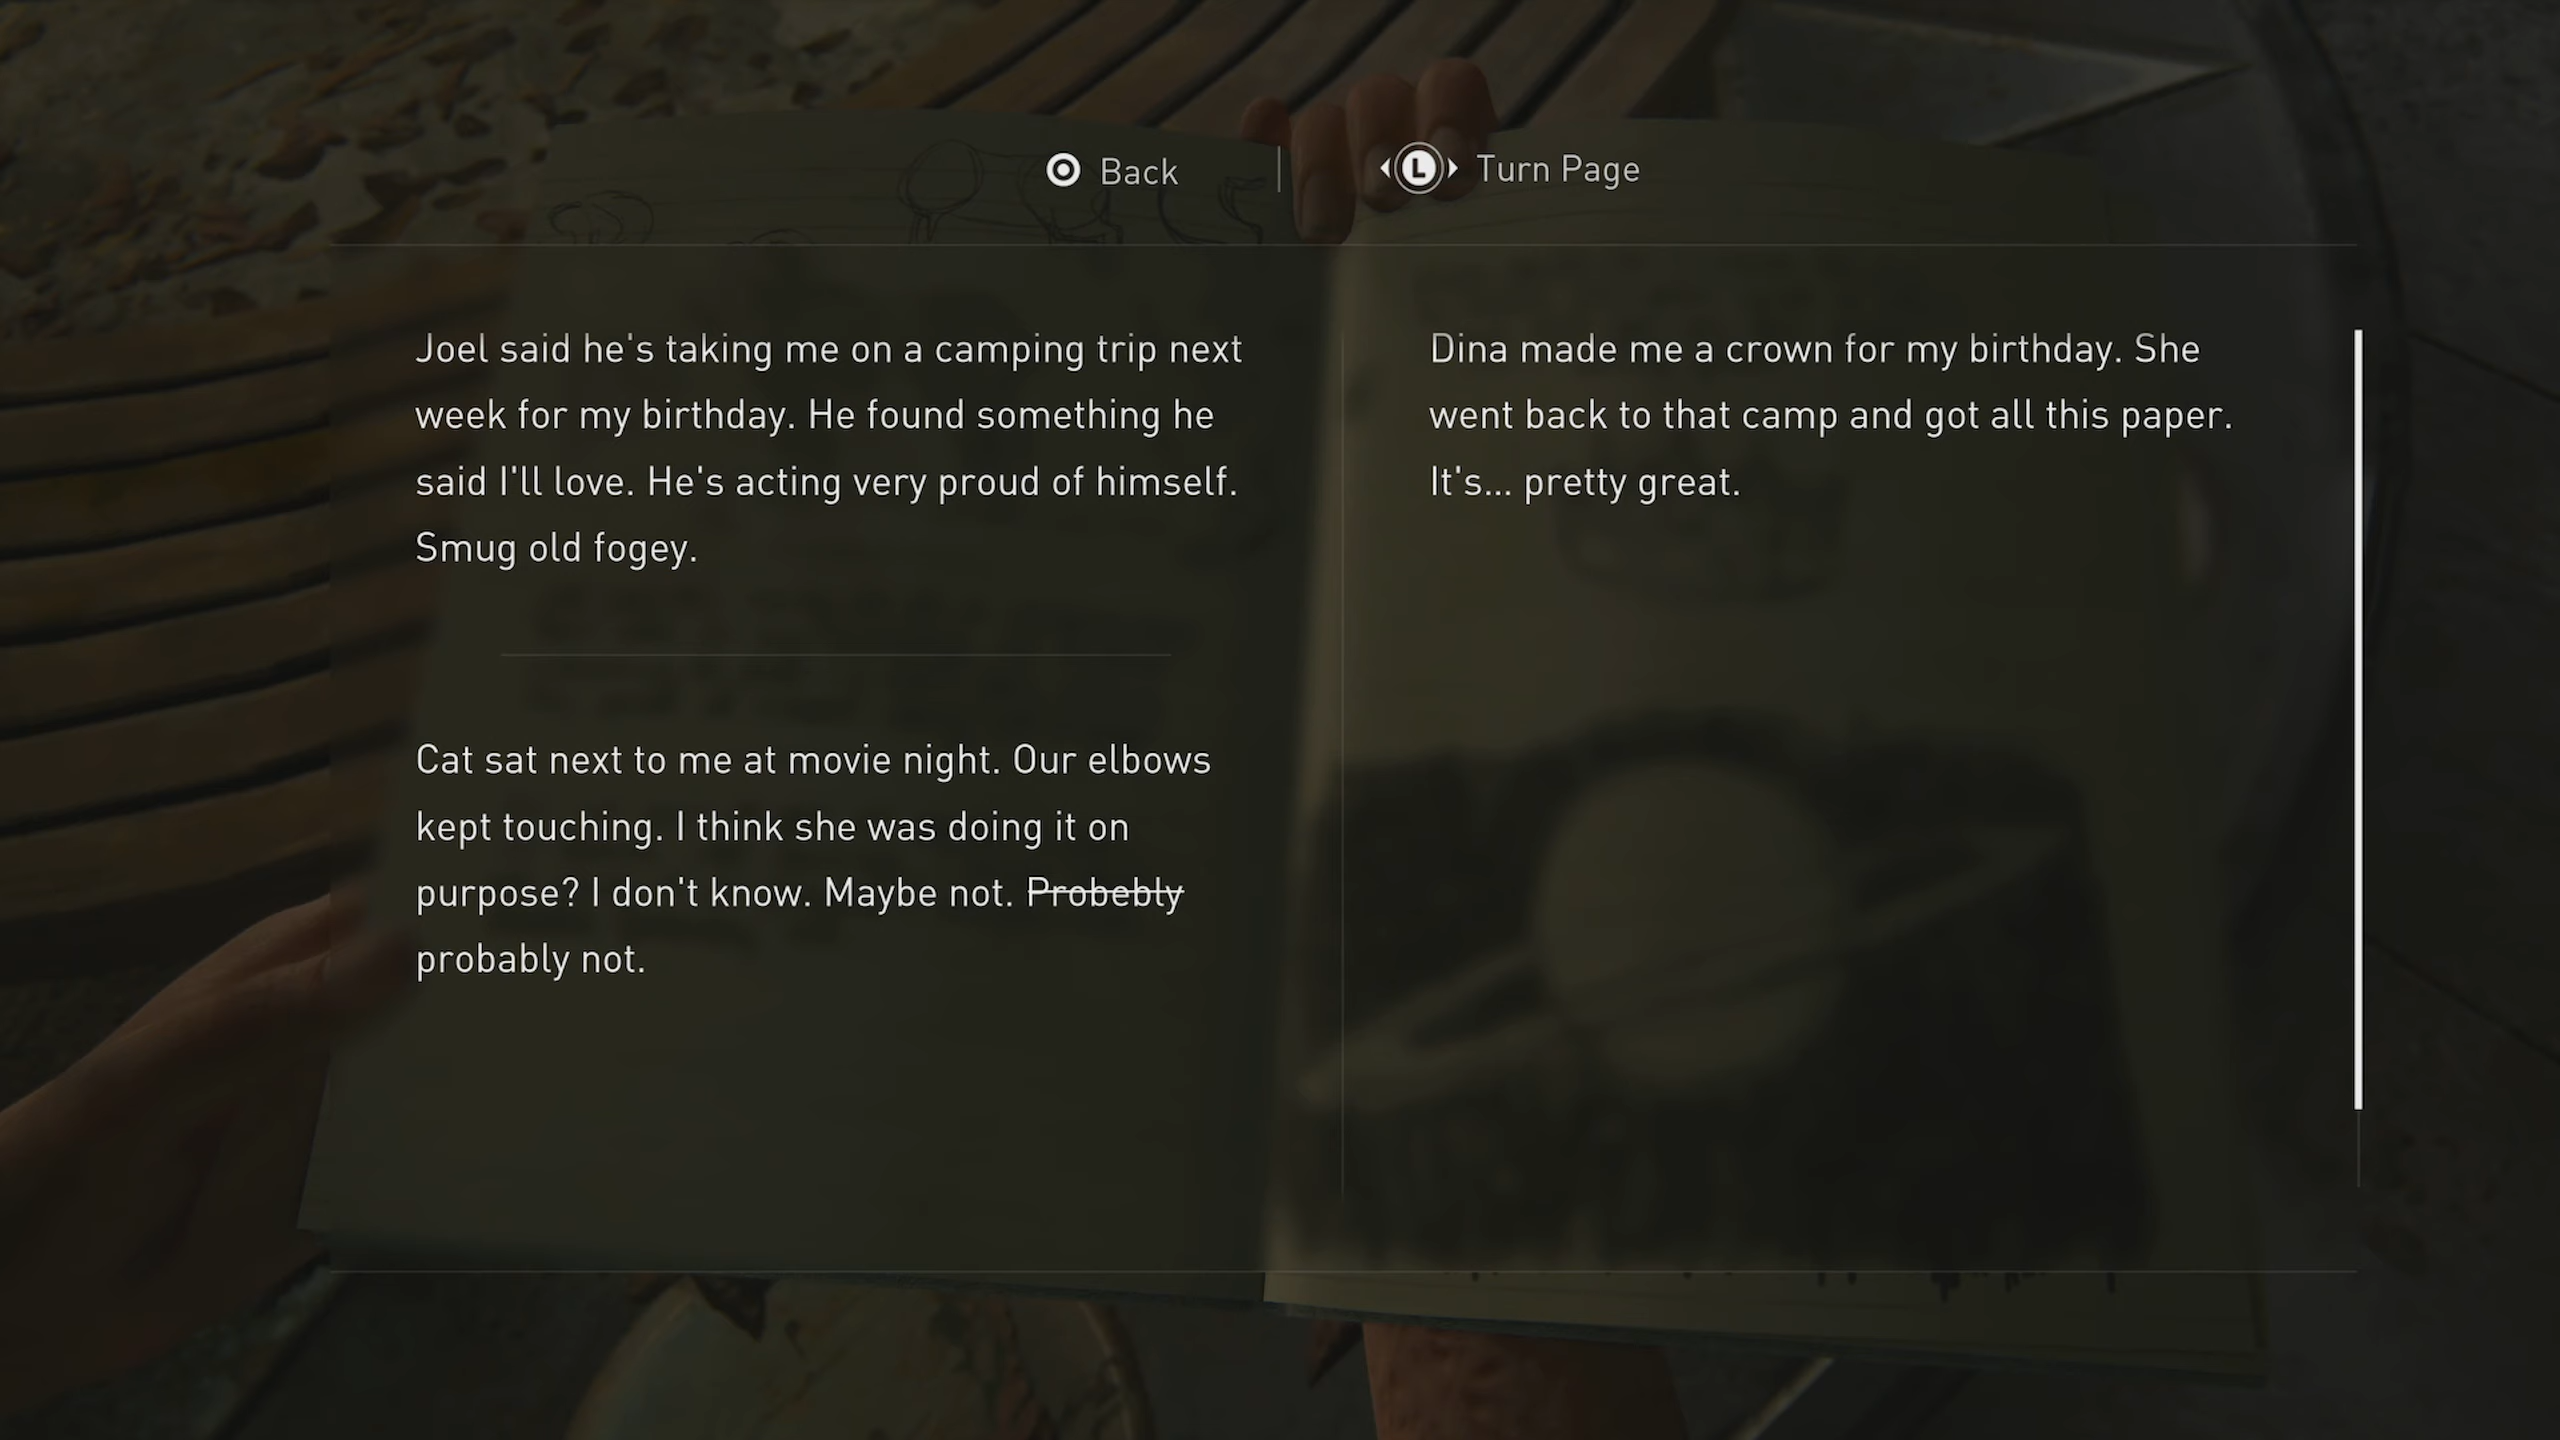 Back
L Turn Page
Joel said he's taking me on a camping trip next
week for my birthday. He found something he
said I'll love. He's acting very proud of himself.
Smug old fogey.
Cat sat next to me at movie night. Our elbows
kept touching. I think she was doing it on
purpose? I don't know. Maybe not. Probebly
probably not.
Dina made me a crown for my birthday. She
went back to that camp and got all this paper.
It's... pretty great.